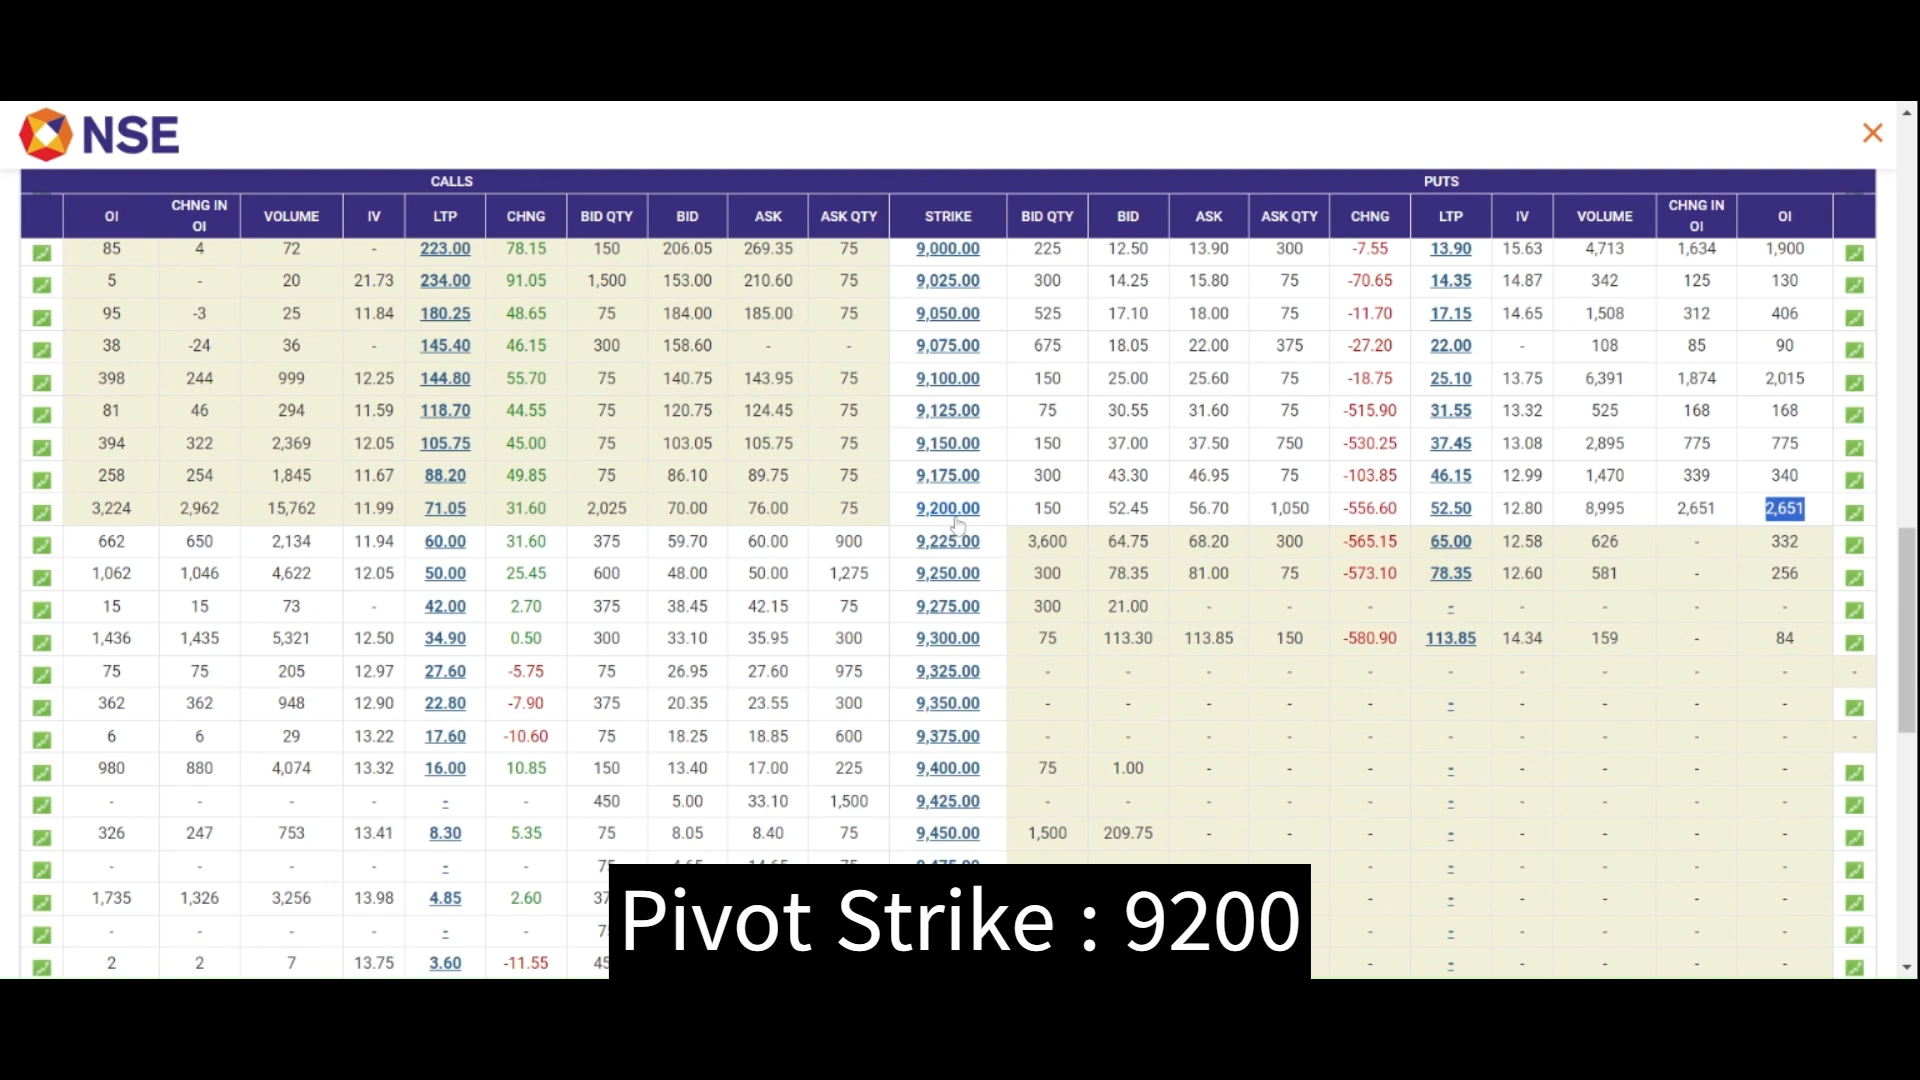 NSE
CALLS PUTS
OI CHNG IN OI VOLUME IV LTP CHNG BID QTY BID ASK ASK QTY STRIKE BID QTY BID ASK ASK QTY CHNG LTP IV VOLUME CHNG IN OI OI
85 4 72 - 223.00 78.15 150 206.05 269.35 75 9,000.00 225 12.50 13.90 300 -7.55 13.90 15.63 4,713 1,634 1,900
5 - 20 21.73 234.00 91.05 1,500 153.00 210.60 75 9,025.00 300 14.25 15.80 75 -70.65 14.35 14.87 342 125 130
95 -3 25 11.84 180.25 48.65 75 184.00 185.00 75 9,050.00 525 17.10 18.00 75 -11.70 17.15 14.65 1,508 312 406
38 -24 36 - 145.40 46.15 300 158.60 - - 9,075.00 675 18.05 22.00 375 -27.20 22.00 - 108 85 90
398 244 999 12.25 144.80 55.70 75 140.75 143.95 75 9,100.00 150 25.00 25.60 75 -18.75 25.10 13.75 6,391 1,874 2,015
81 46 294 11.59 118.70 44.55 75 120.75 124.45 75 9,125.00 75 30.55 31.60 75 -515.90 31.55 13.32 525 168 168
394 322 2,369 12.05 105.75 45.00 75 103.05 105.75 75 9,150.00 150 37.00 37.50 750 -530.25 37.45 13.08 2,895 775 775
258 254 1,845 11.67 88.20 49.85 75 86.10 89.75 75 9,175.00 300 43.30 46.95 75 -103.85 46.15 12.99 1,470 339 340
3,224 2,962 15,762 11.99 71.05 31.60 2,025 70.00 76.00 75 9,200.00 150 52.45 56.70 1,050 -556.60 52.50 12.80 8,995 2,651 2,651
662 650 2,134 11.94 60.00 31.60 375 59.70 60.00 900 9,225.00 3,600 64.75 68.20 300 -565.15 65.00 12.58 626 - 332
1,062 1,046 4,622 12.05 50.00 25.45 600 48.00 50.00 1,275 9,250.00 300 78.35 81.00 75 -573.10 78.35 12.60 581 - 256
15 15 73 - 42.00 2.70 375 38.45 42.15 75 9,275.00 300 21.00 - - - - - - - -
1,436 1,435 5,321 12.50 34.90 0.50 300 33.10 35.95 300 9,300.00 75 113.30 113.85 150 -580.90 113.85 14.34 159 - 84
75 75 205 12.97 27.60 -5.75 75 26.95 27.60 975 9,325.00 - - - - - - - - - - -
362 362 948 12.90 22.80 -7.90 375 20.35 23.55 300 9,350.00 - - - - - - - - - -
6 6 29 13.22 17.60 -10.60 75 18.25 18.85 600 9,375.00 - - - - - - - - - - -
980 880 4,074 13.32 16.00 10.85 150 13.40 17.00 225 9,400.00 75 1.00 - - - - - - - -
- - - - - - 450 5.00 33.10 1,500 9,425.00 - - - - - - - - - -
326 247 753 13.41 8.30 5.35 75 8.05 8.40 75 9,450.00 1,500 209.75 - - - - - - - -
- - - - - - - - - - - -
1,735 1,326 3,256 13.98 4.85 2.60 - - - - - -
- - - - - - - - - - - -
2 2 7 13.75 3.60 -11.55 - - - - - -
Pivot Strike : 9200